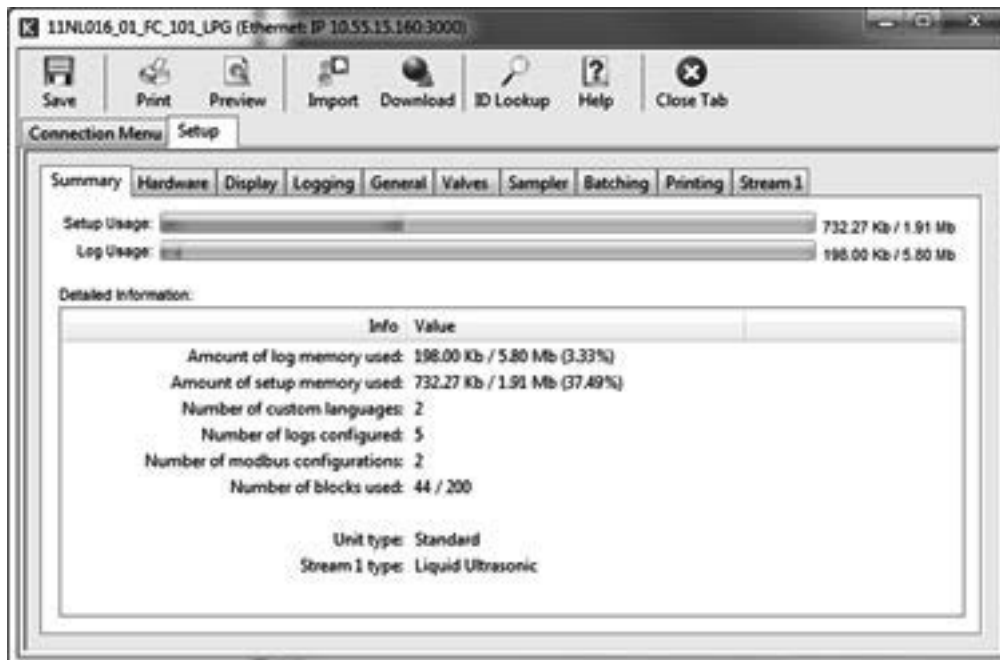 K 11NL016_01_FC_101_LPG (Ethernet: IP 10.55.15.160:3000)
Save Print Preview Import Download ID Lookup Help Close Tab
Connection Menu Setup
Summary Hardware Display Logging General Valves Sampler Batching Printing Stream 1
Setup Usage: 732.27 Kb / 1.91 Mb
Log Usage: 198.00 Kb / 5.80 Mb
Detailed Information:
Info Value
Amount of log memory used: 198.00 Kb / 5.80 Mb (3.33%)
Amount of setup memory used: 732.27 Kb / 1.91 Mb (37.49%)
Number of custom languages: 2
Number of logs configured: 5
Number of modbus configurations: 2
Number of blocks used: 44 / 200
Unit type: Standard
Stream 1 type: Liquid Ultrasonic